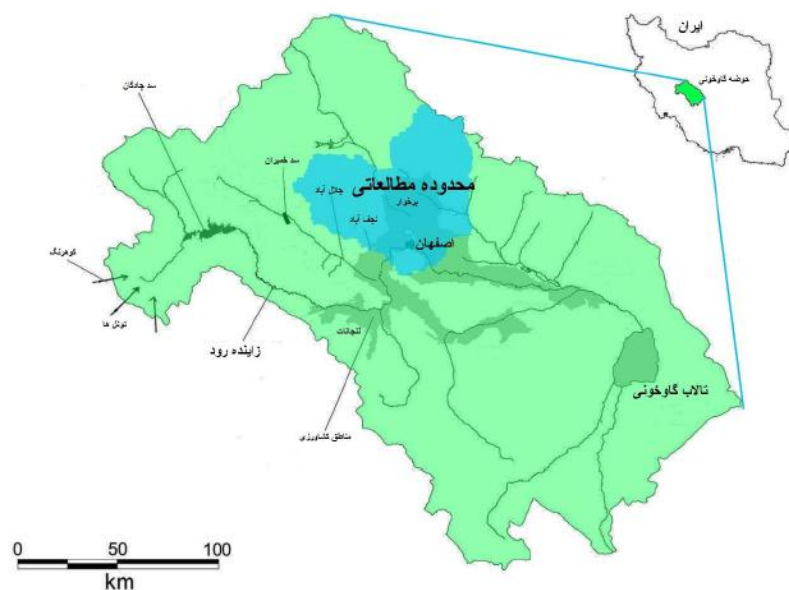 ایران
حوضه گاوخونی
سد چادگان
سد خمیران
محدوده مطالعاتی
جلال آباد
برخوار
نجف آباد
اصفهان
کوهرنگ
تونل ها
زاینده رود
لنجانات
تالاب گاوخونی
مناطق کشاورزی
0 50 100
km